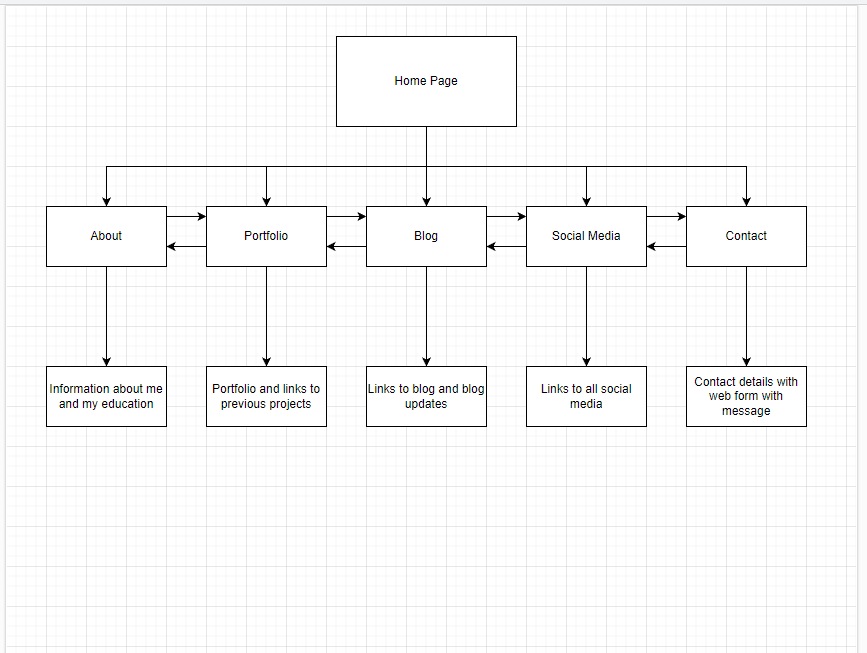 Home Page
About
Portfolio
Blog
Social Media
Contact
Information about me
and my education
Portfolio and links to
previous projects
Links to blog and blog
updates
Links to all social
media
Contact details with
web form with
message